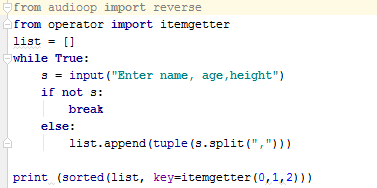 from audioop import reverse
from operator import itemgetter
list = []
while True:
    s = input("Enter name, age,height")
    if not s:
        break
    else:
        list.append(tuple(s.split(",")))
print (sorted(list, key=itemgetter(0,1,2)))